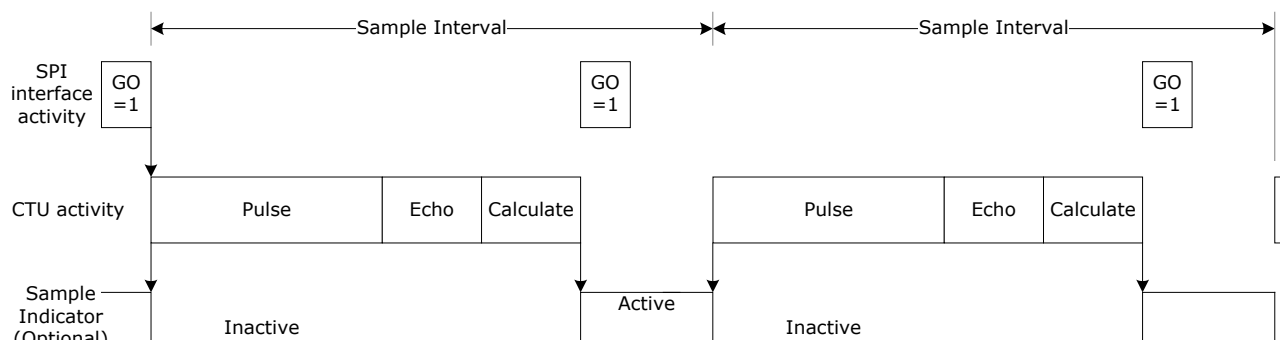 Sample Interval
Sample Interval
SPI
interface
activity
GO
=1
GO
=1
GO
=1
CTU activity
Pulse
Echo
Calculate
Pulse
Echo
Calculate
Sample
Indicator
(Optional)
Inactive
Active
Inactive